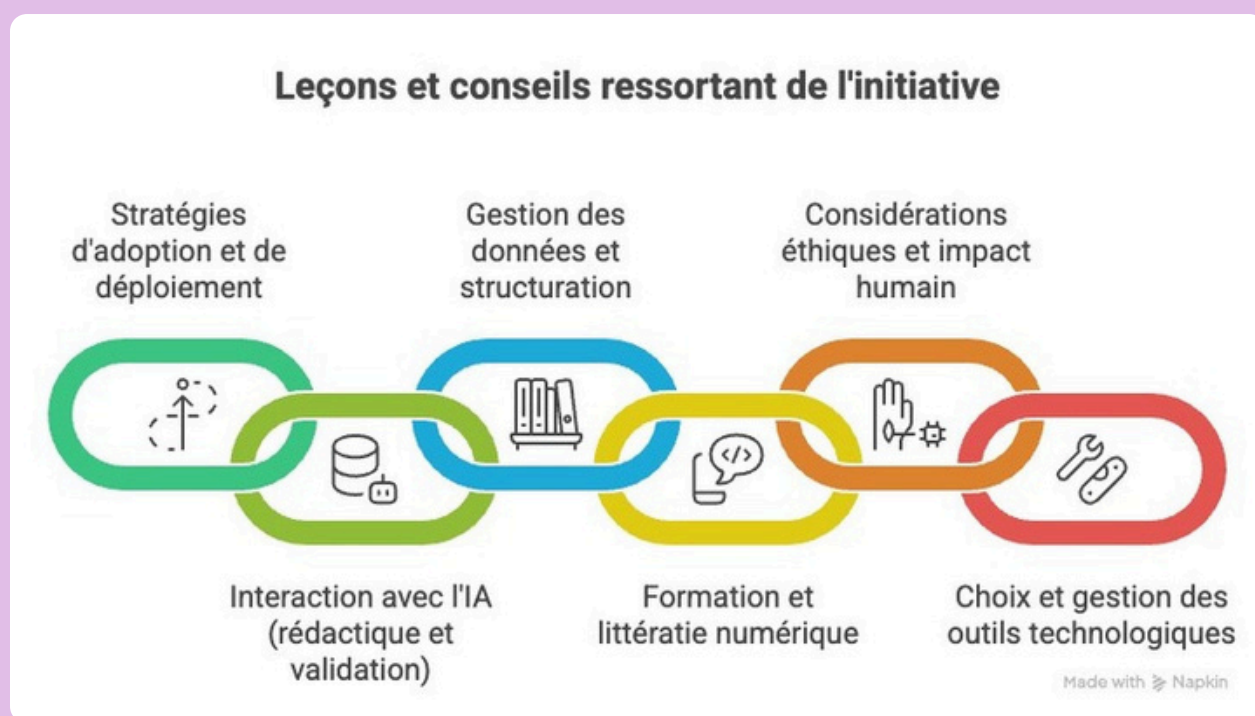 Leçons et conseils ressortant de l'initiative
Stratégies
d'adoption et de
déploiement
Gestion des
données et
structuration
Considérations
éthiques et impact
humain
Interaction avec l'IA
(rédactique et
validation)
Formation et
littératie numérique
Choix et gestion des
outils technologiques
Made with Napkin